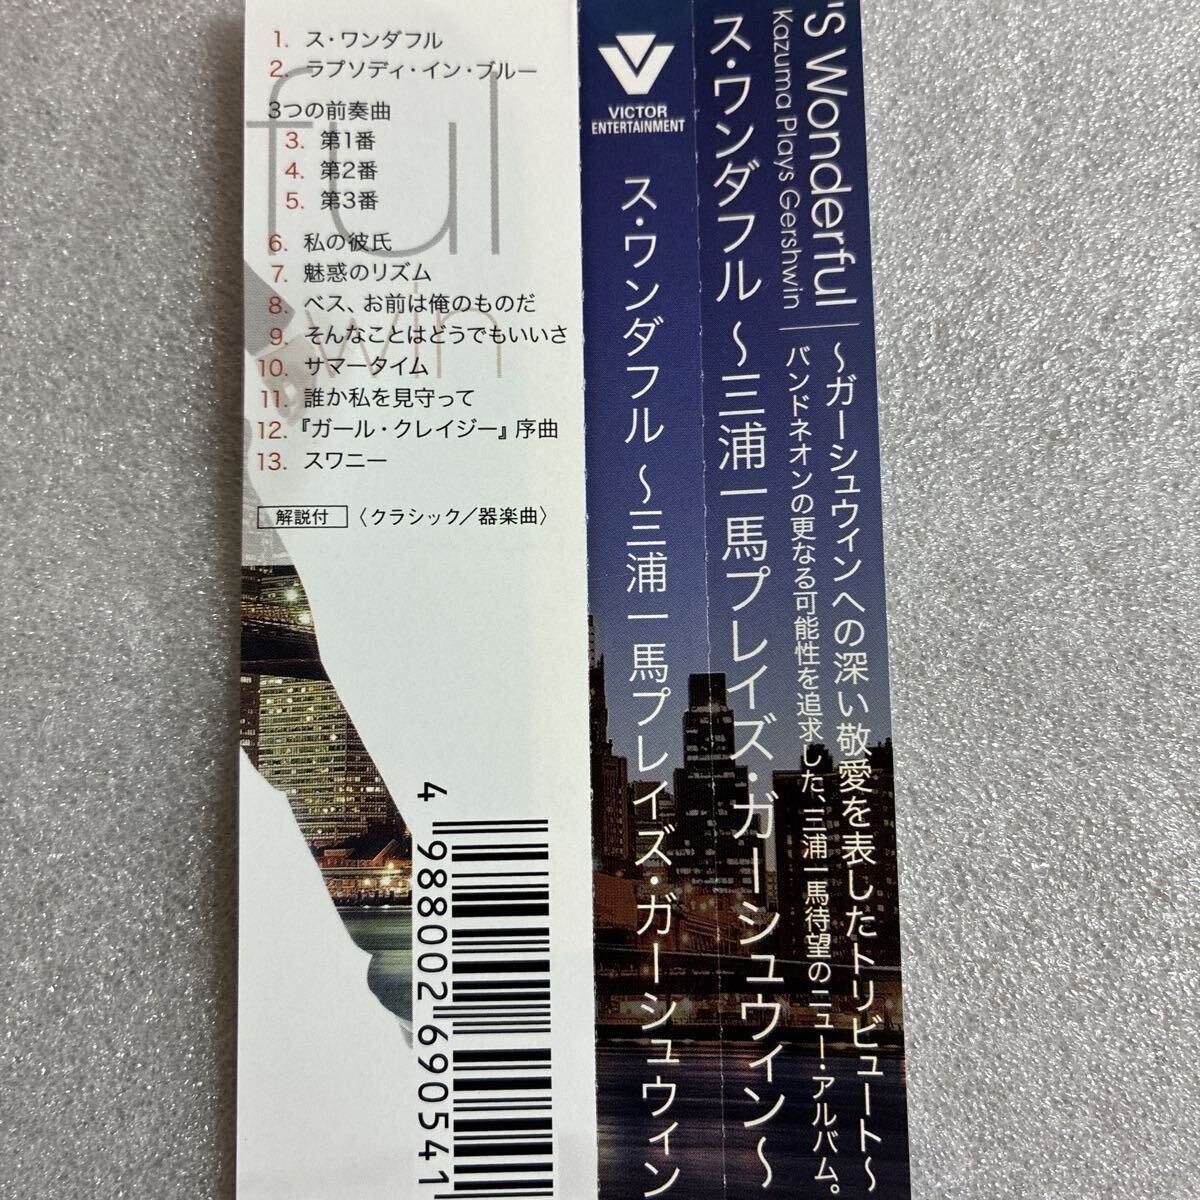 1. ス・ワンダフル
2. ラプソディ・イン・ブルー
3つの前奏曲
3. 第1番
4. 第2番
5. 第3番
6. 私の彼氏
7. 魅惑のリズム
8. ベス、お前は俺のものだ
9. そんなことはどうでもいいさ
10. サマータイム
11. 誰か私を見守って
12. 『ガール・クレイジー』序曲
13. スワニー
解説付 〈クラシック／器楽曲〉
ful
win
4 988002 690541
VICTOR
ENTERTAINMENT
ス・ワンダフル ～三浦一馬プレイズ・ガーシュウィン
ス・ワンダフル ～三浦一馬プレイズ・ガーシュウィン～
'S Wonderful
Kazuma Plays Gershwin
～ガーシュウィンへの深い敬愛を表したトリビュート～
バンドネオンの更なる可能性を追求した、三浦一馬待望のニュー・アルバム。